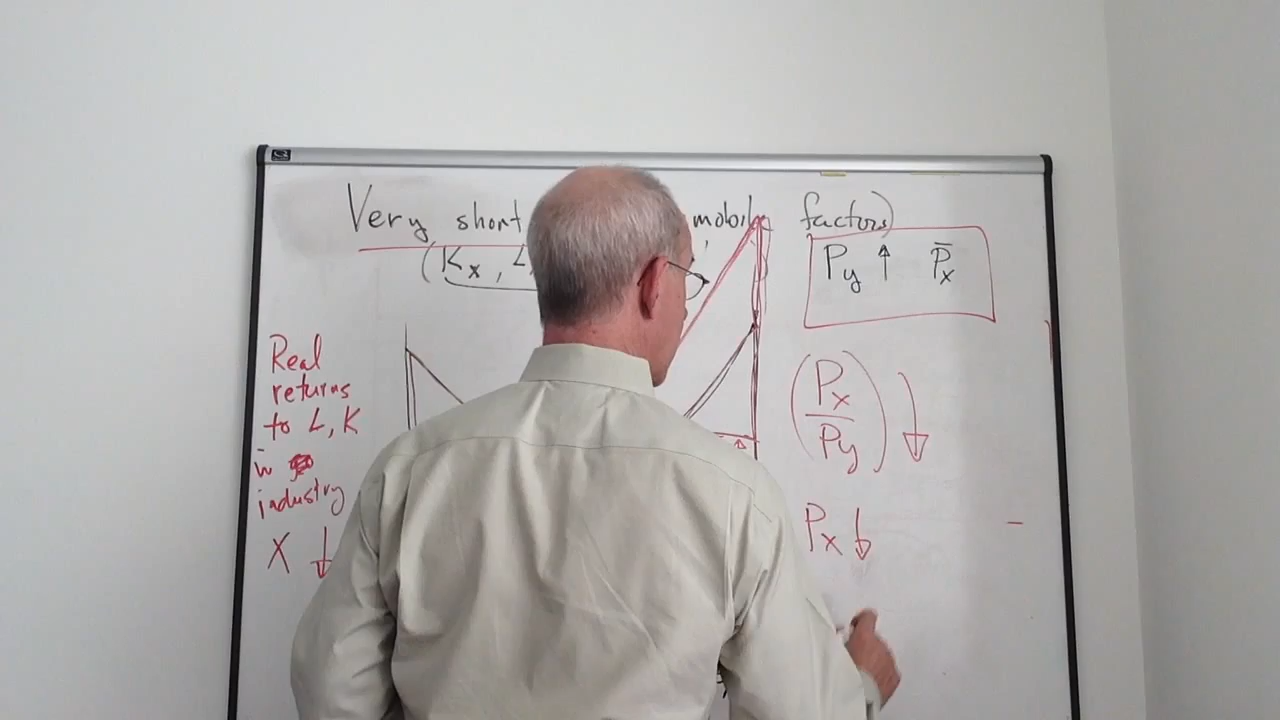 Very short mobile factors)
(Kx, L
Py ↑ P̄x
Real
returns
to L, K
in
industry
X ↓
(Px/Py) ↓
Px ↓